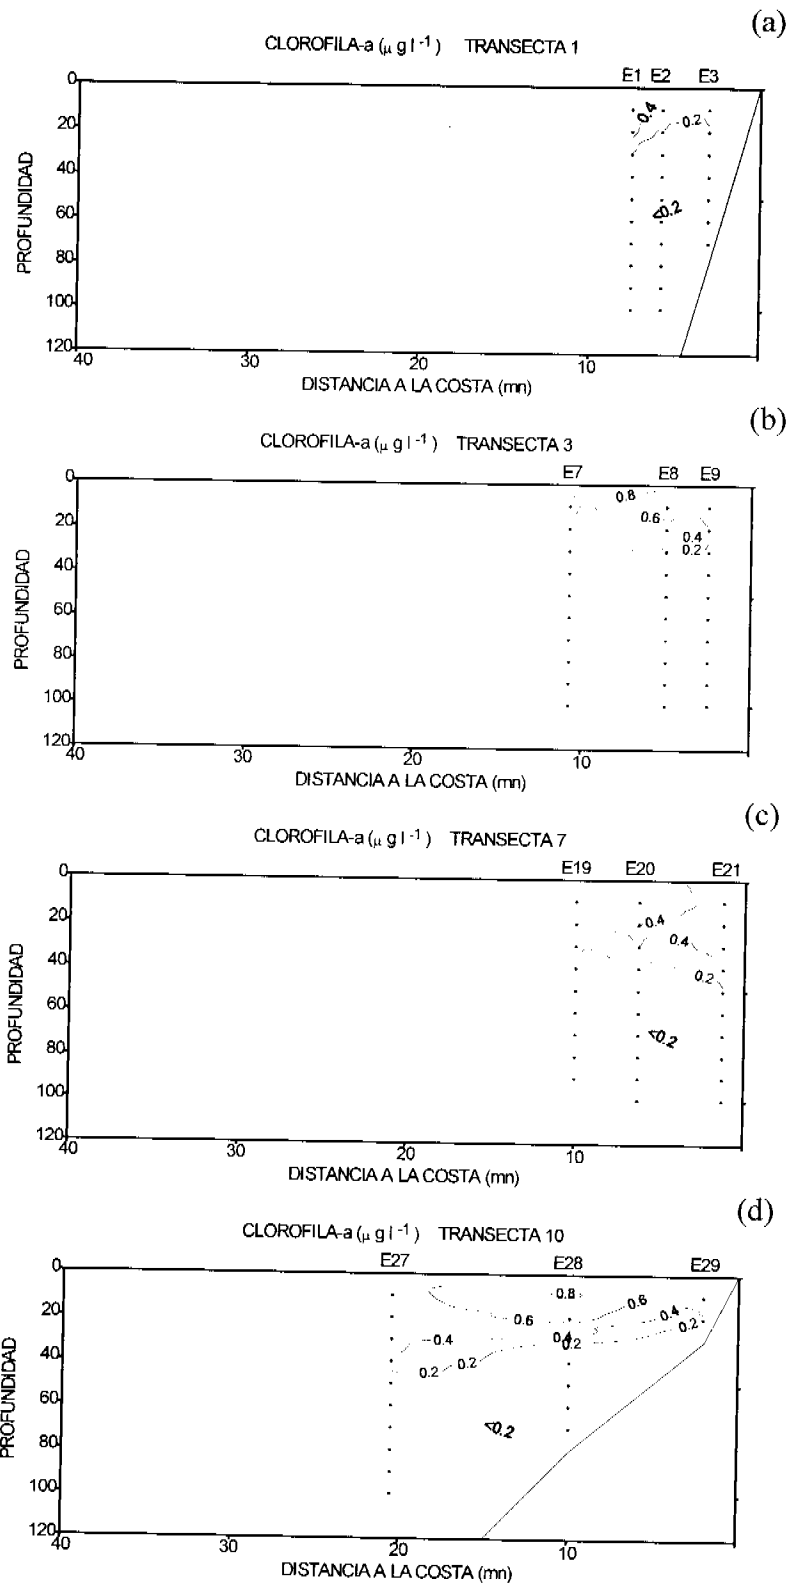 (a)
CLOROFILA-a (μ g l⁻¹) TRANSECTA 1
E1 E2 E3
0
20
40
60
80
100
120
PROFUNDIDAD
0.4
0.2
<0.2
40 30 20 10
DISTANCIA A LA COSTA (mn)
(b)
CLOROFILA-a (μ g l⁻¹) TRANSECTA 3
E7 E8 E9
0
20
40
60
80
100
120
PROFUNDIDAD
0.8
0.6
0.4
0.2
40 30 20 10
DISTANCIA A LA COSTA (mn)
(c)
CLOROFILA-a (μ g l⁻¹) TRANSECTA 7
E19 E20 E21
0
20
40
60
80
100
120
PROFUNDIDAD
0.4
0.4
0.2
<0.2
40 30 20 10
DISTANCIA A LA COSTA (mn)
(d)
CLOROFILA-a (μ g l⁻¹) TRANSECTA 10
E27 E28 E29
0
20
40
60
80
100
120
PROFUNDIDAD
0.8
0.6
0.6 0.4
0.4 0.4 0.2
0.2 0.2 0.2
<0.2
40 30 20 10
DISTANCIA A LA COSTA (mn)